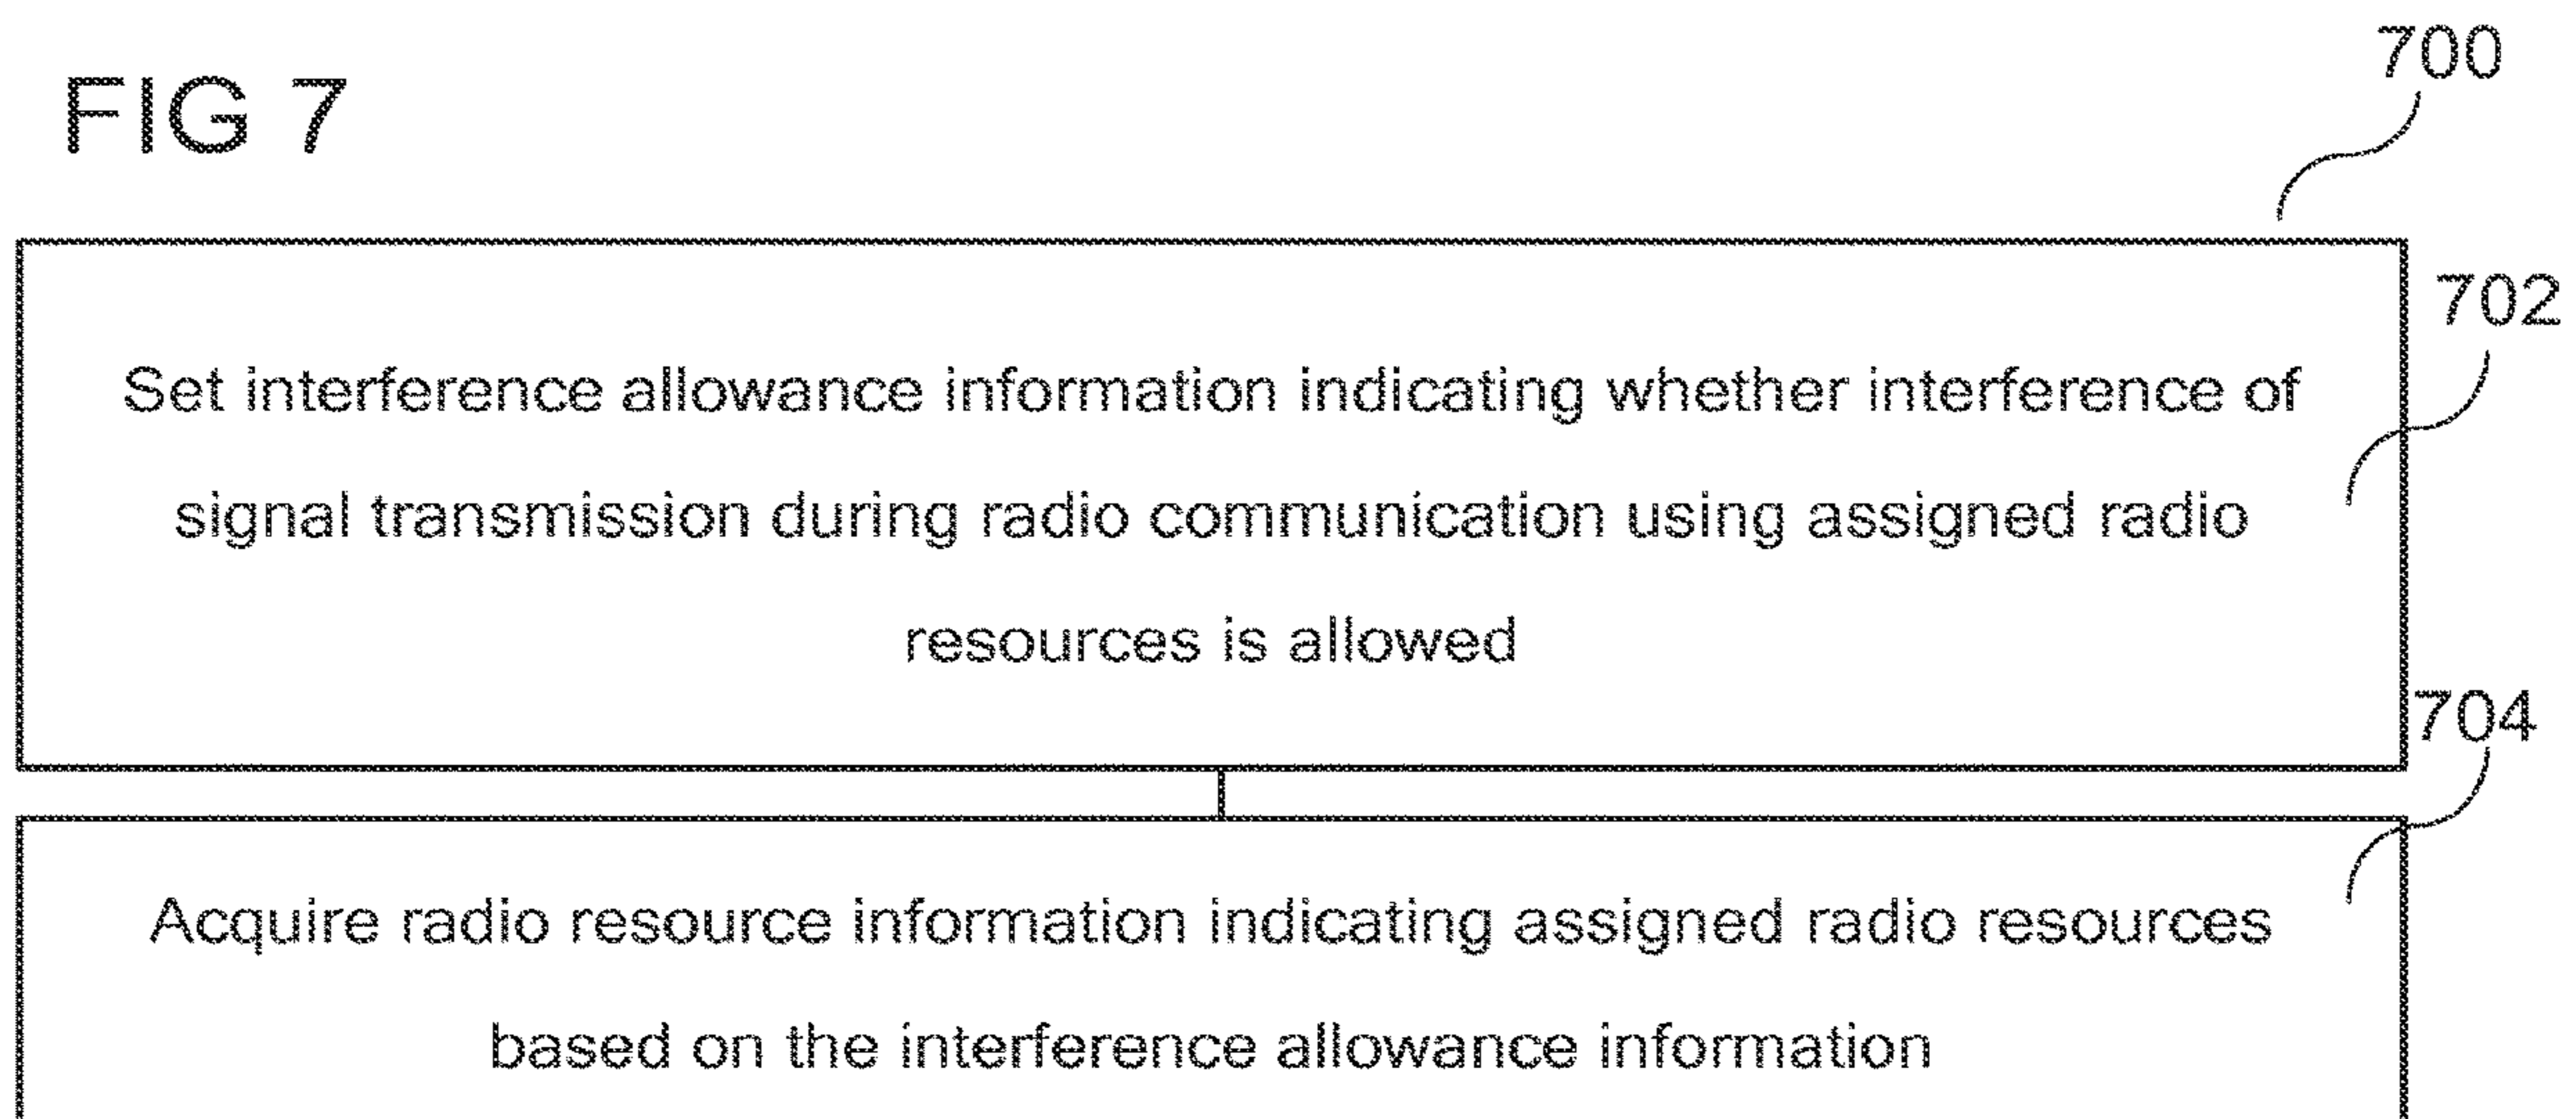 700
FIG 7
702
Set interference allowance information indicating whether interference of
signal transmission during radio communication using assigned radio
resources is allowed
704
Acquire radio resource information indicating assigned radio resources
based on the interference allowance information